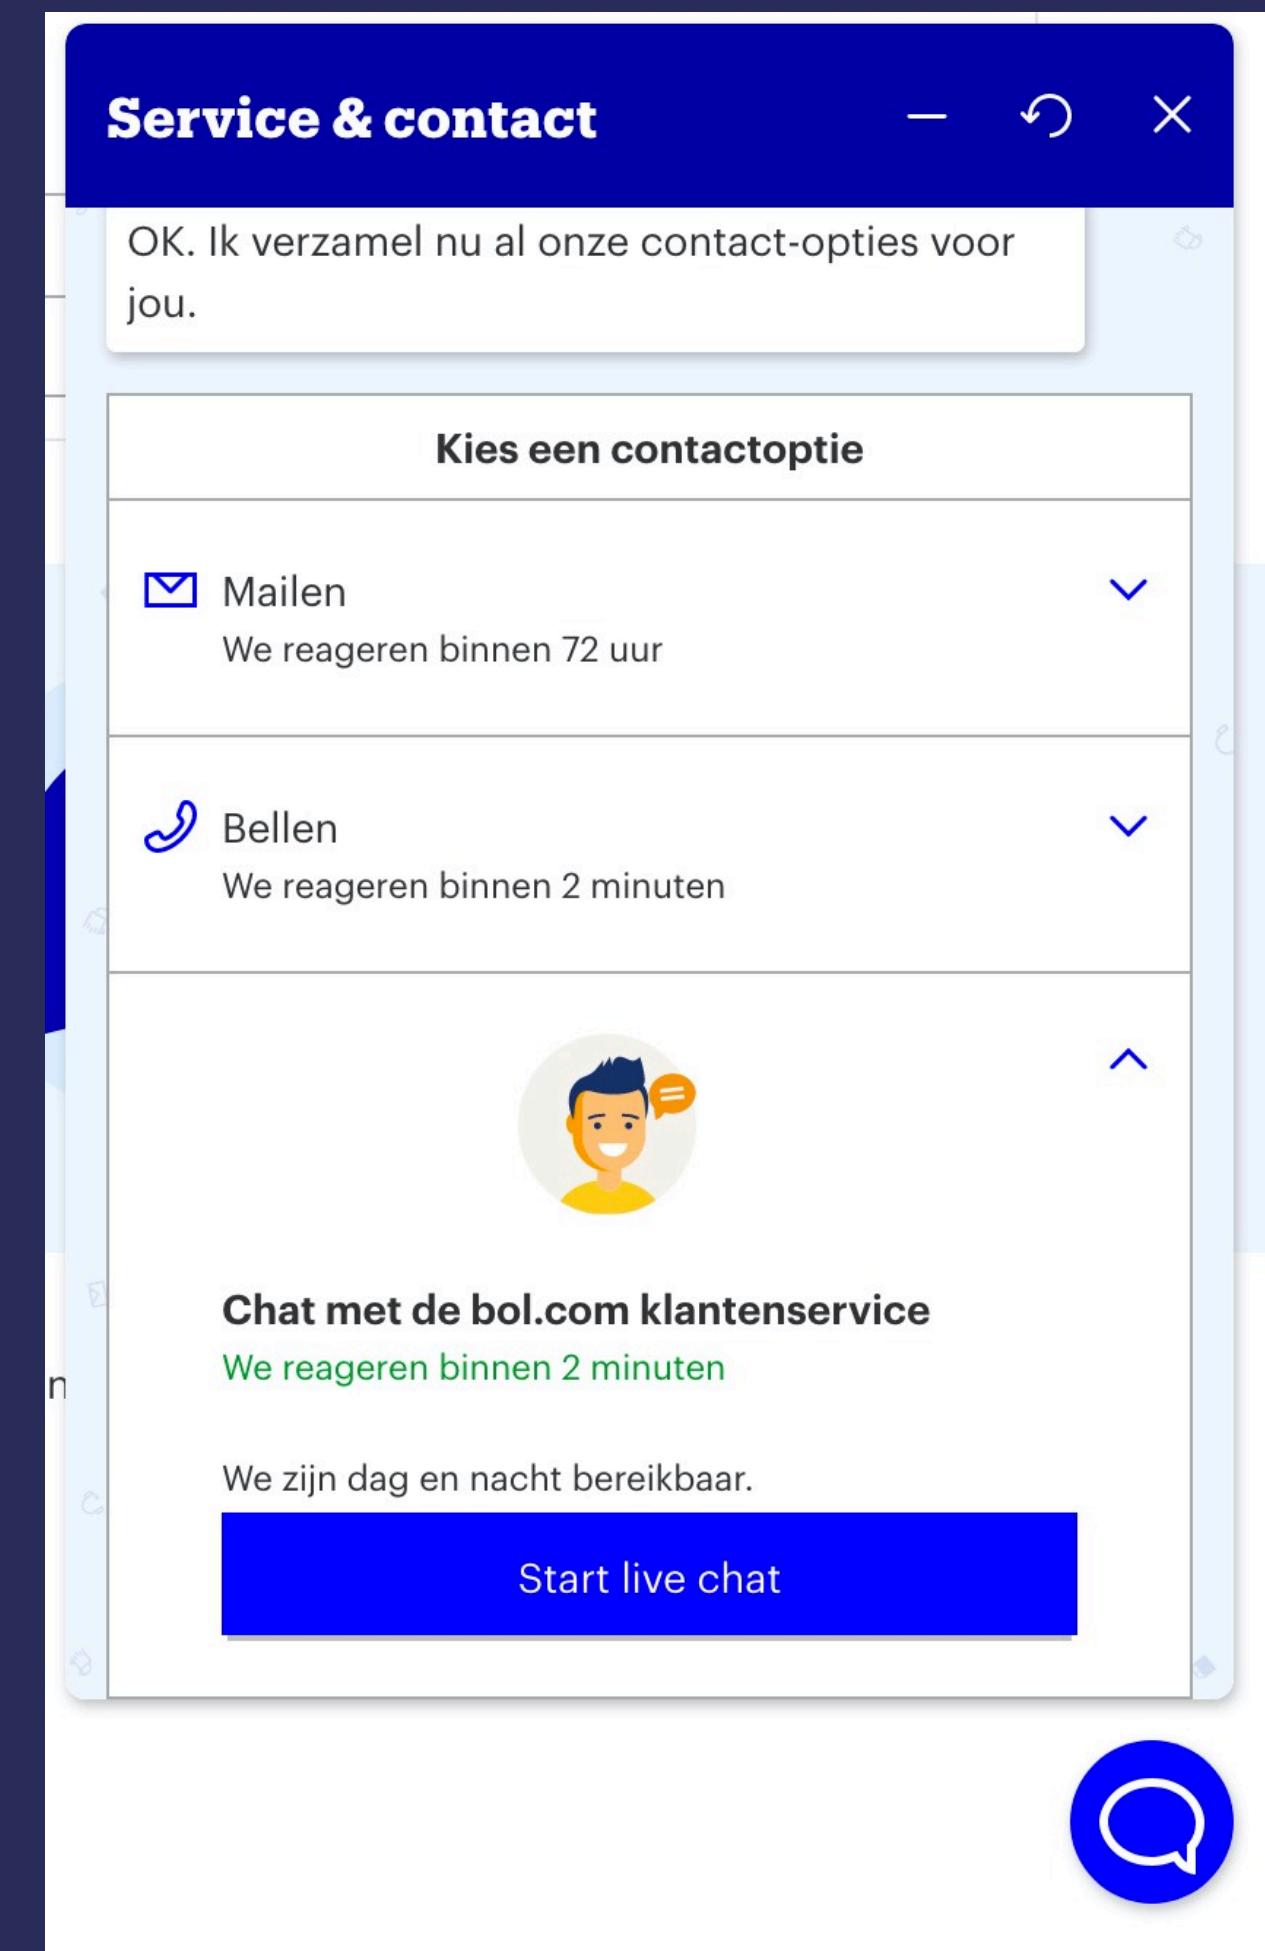 Service & contact
OK. Ik verzamel nu al onze contact-opties voor
jou.
Kies een contactoptie
Mailen
We reageren binnen 72 uur
Bellen
We reageren binnen 2 minuten
Chat met de bol.com klantenservice
We reageren binnen 2 minuten
n
We zijn dag en nacht bereikbaar.
Start live chat